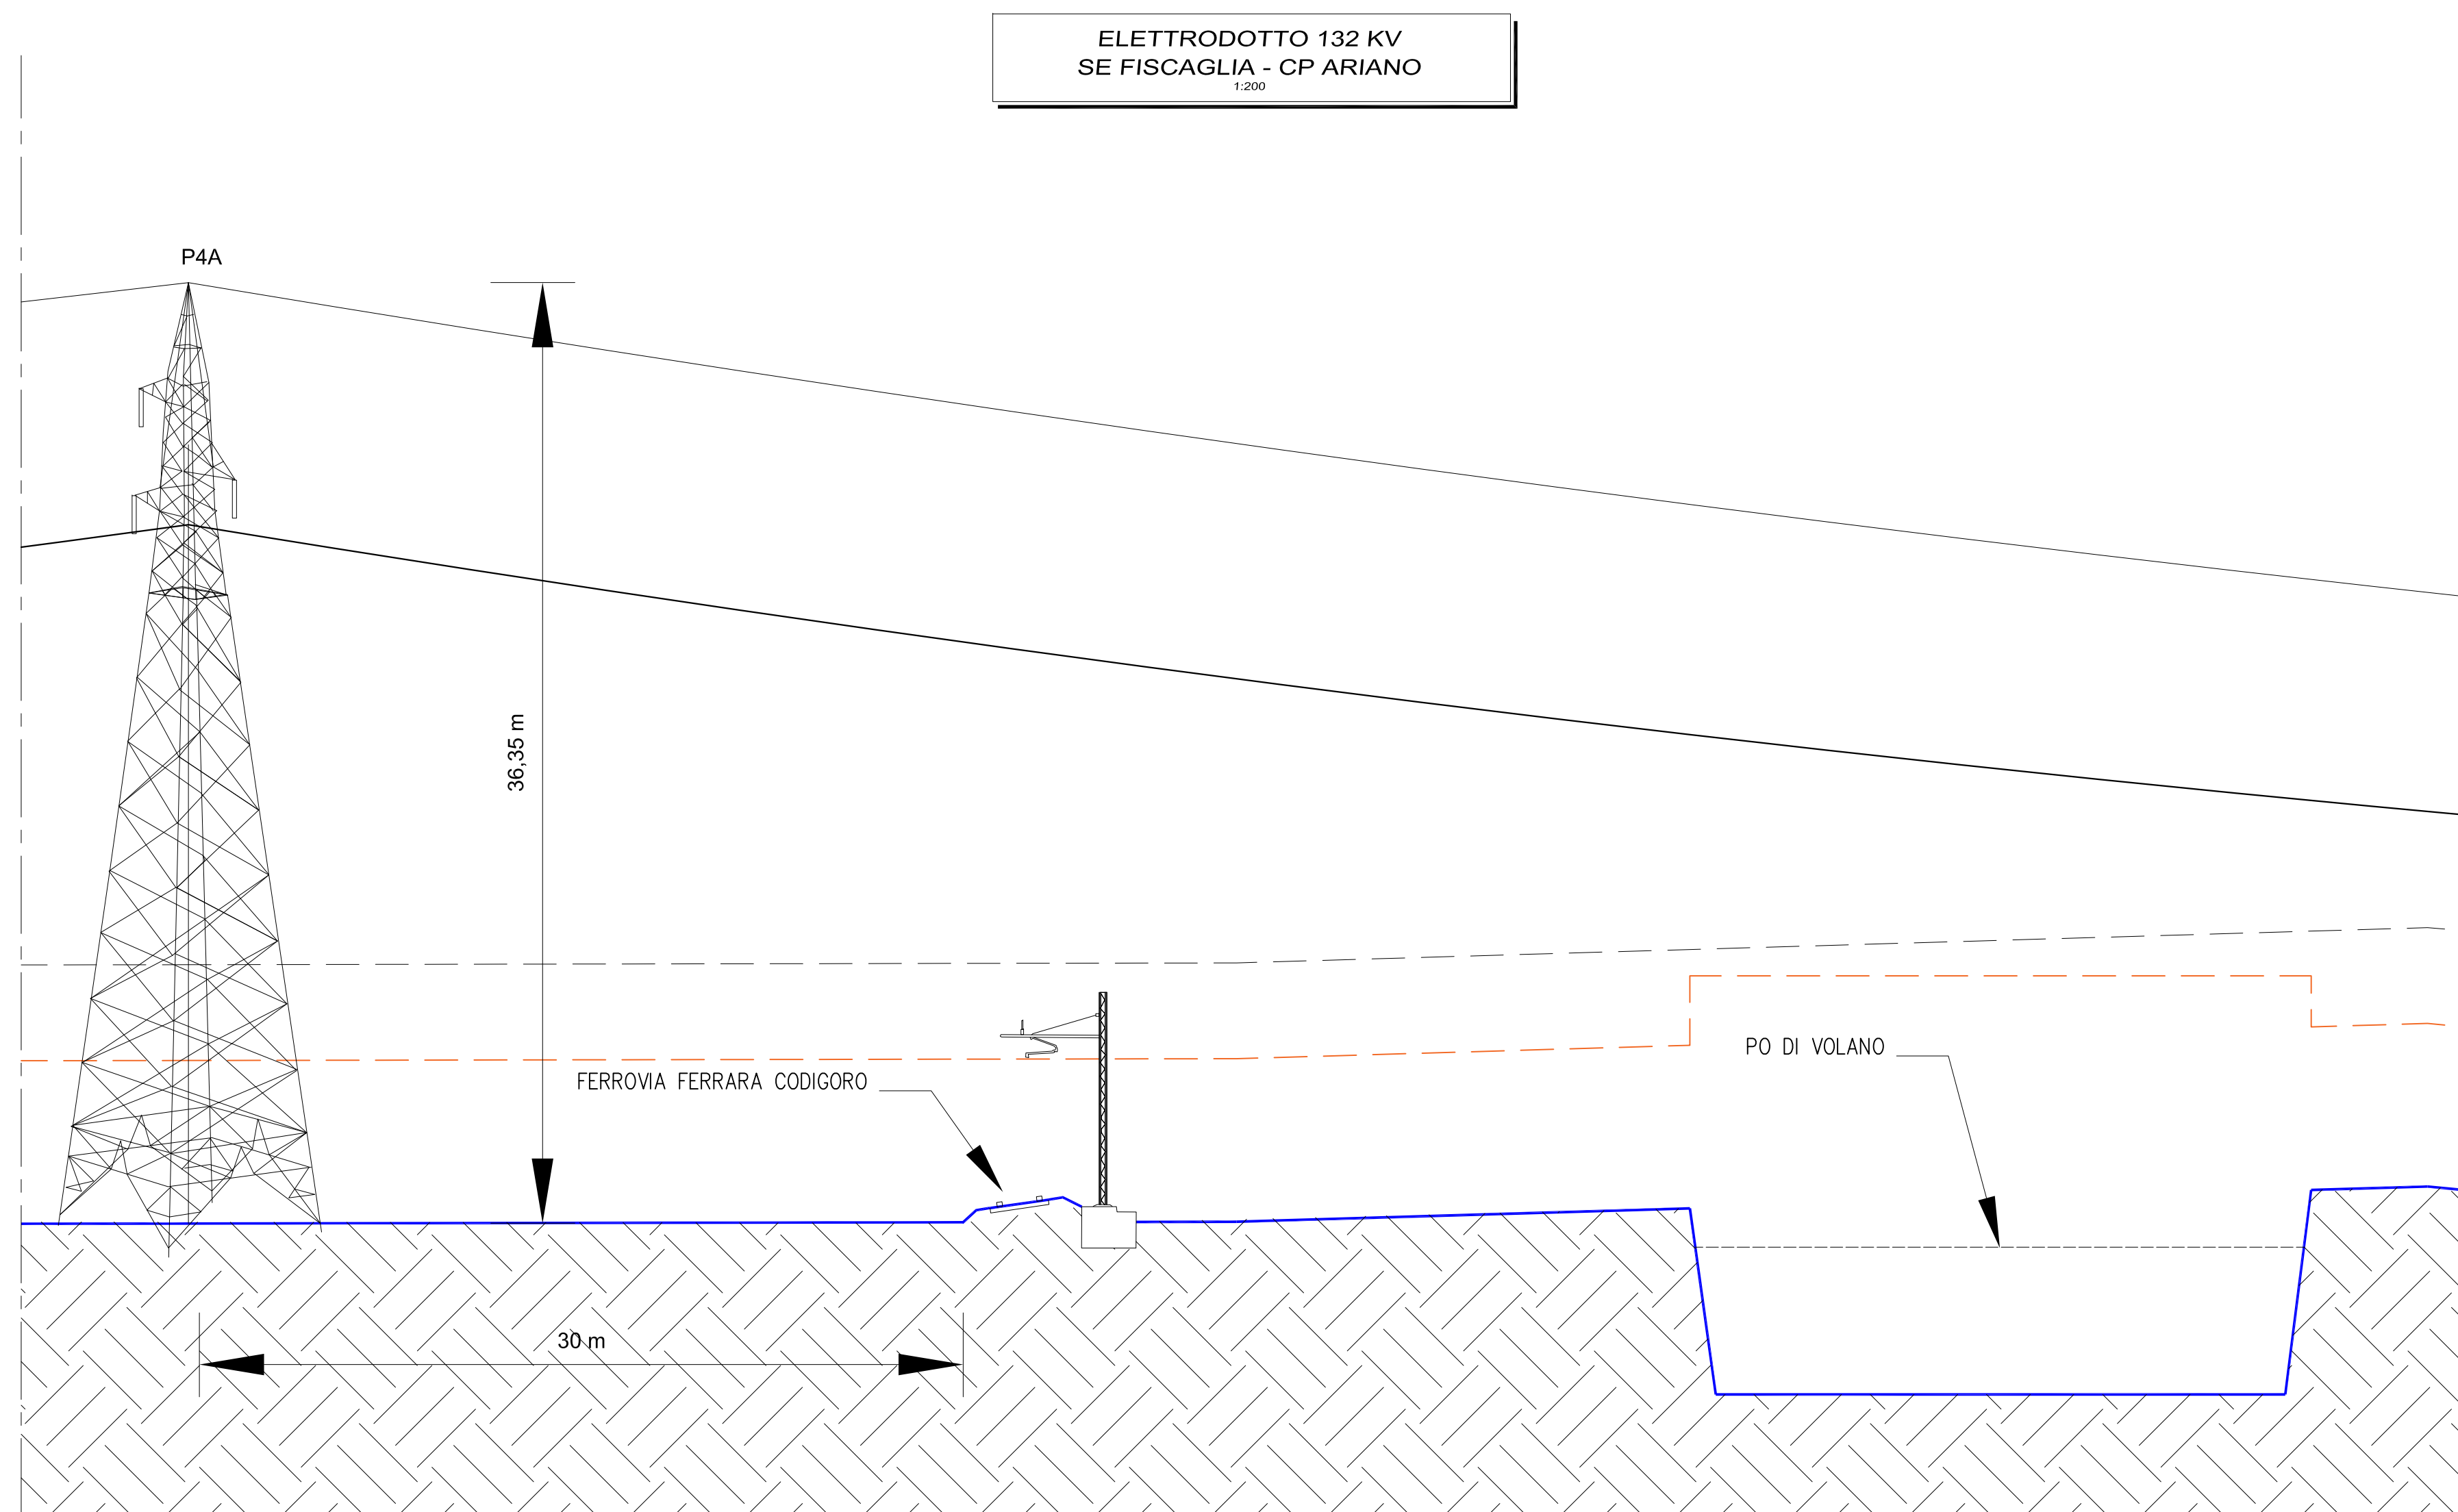 ELETTRODOTTO 132 KV
SE FISCAGLIA - CP ARIANO
1:200
P4A
36,35 m
PO DI VOLANO
FERROVIA FERRARA CODIGORO
30 m